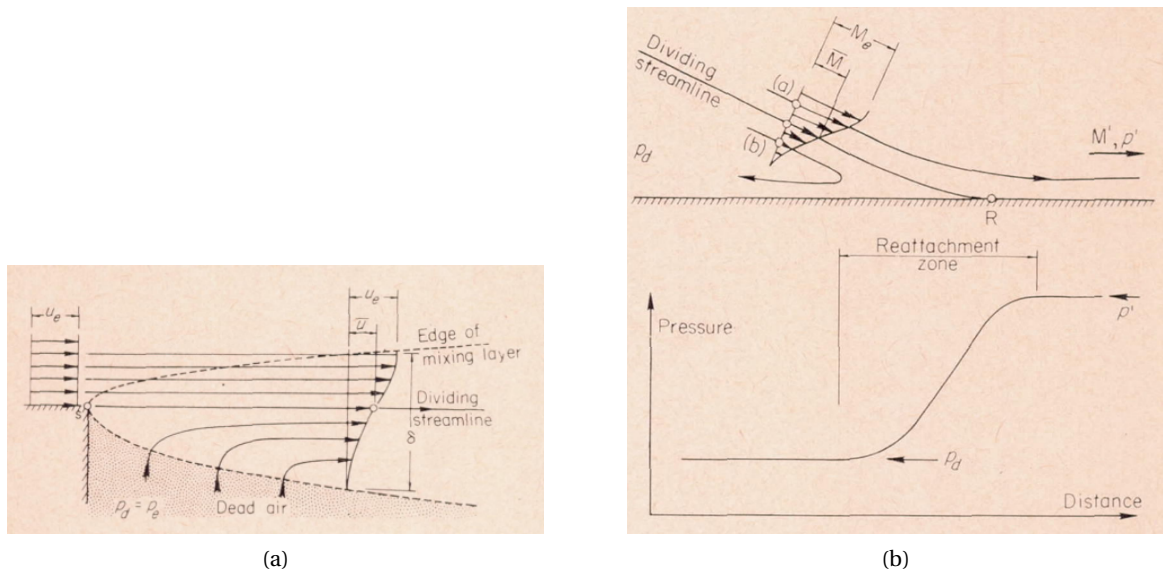 u_e
u_e
u̅
Edge of
mixing layer
S
Dividing
streamline
δ
p_d = p_e
Dead air
(a)
M_e
M̅
Dividing
streamline
(a)
(b)
p_d
M', p'
R
Reattachment
zone
Pressure
p'
p_d
Distance
(b)